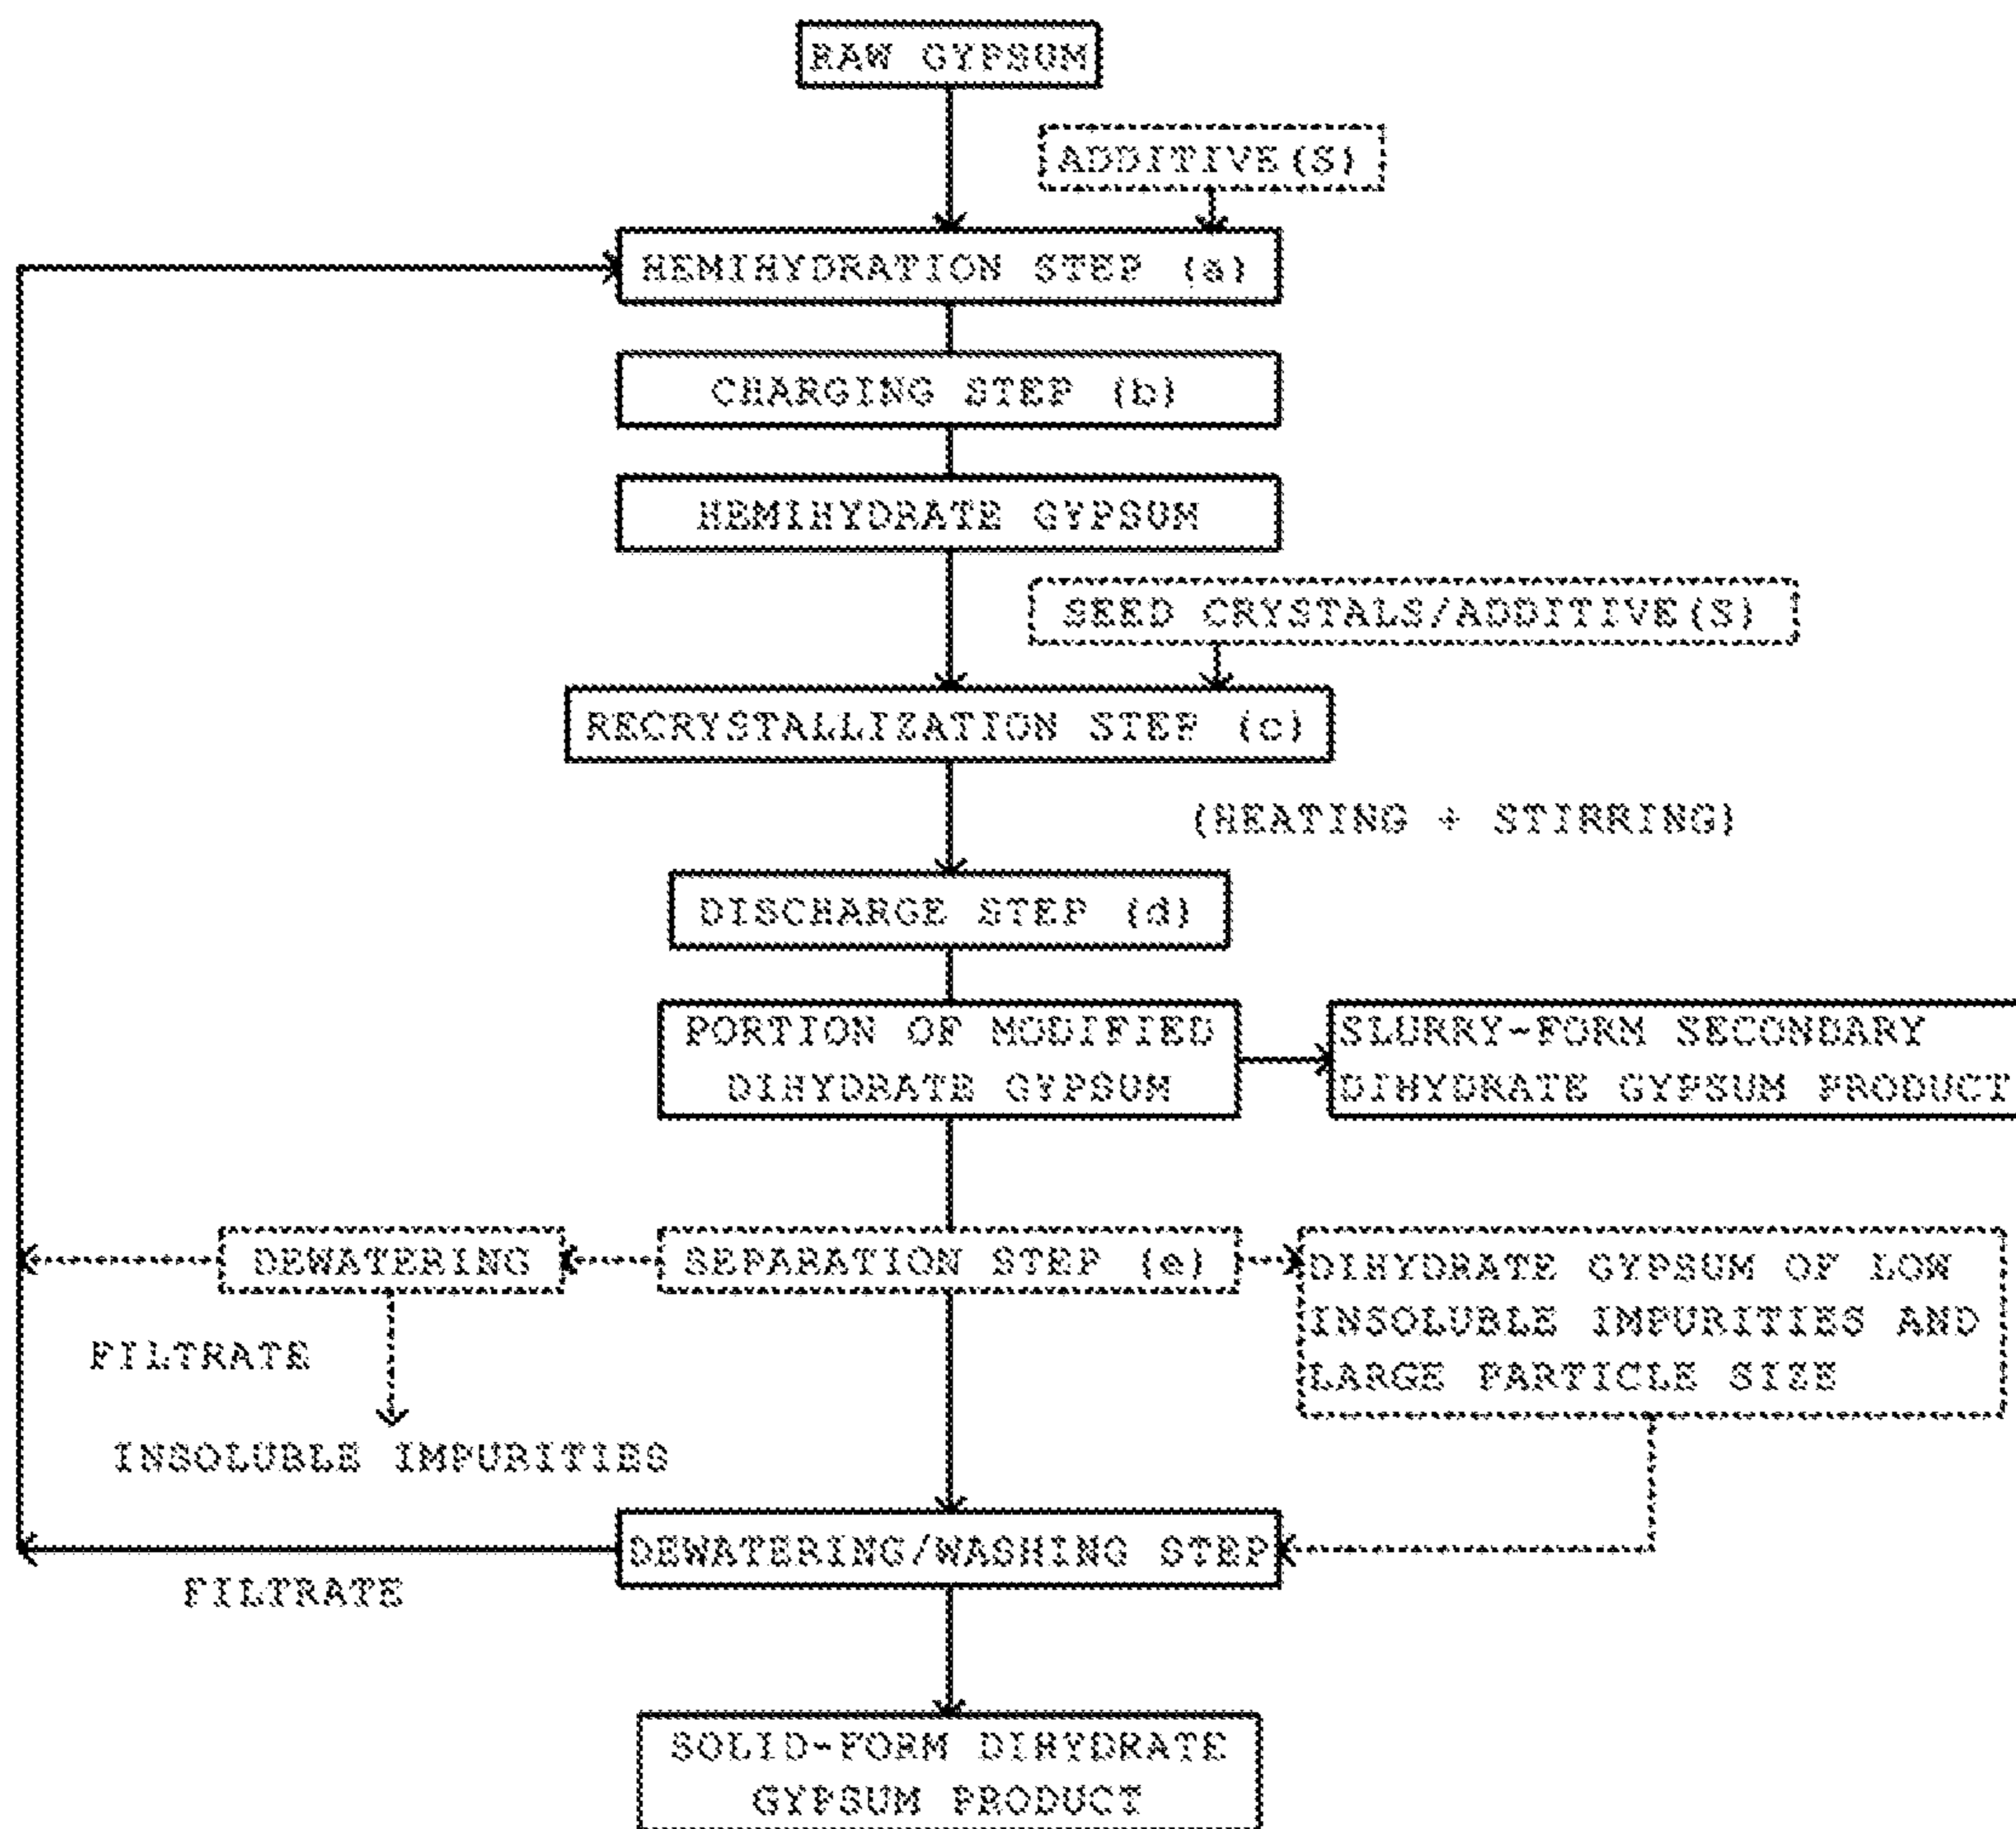 RAW GYPSUM
ADDITIVE(S)
HEMIHYDRATION STEP (a)
CHARGING STEP (b)
HEMIHYDRATE GYPSUM
SEED CRYSTALS/ADDITIVE(S)
RECRYSTALLIZATION STEP (c)
(HEATING + STIRRING)
DISCHARGE STEP (d)
PORTION OF MODIFIED
DIHYDRATE GYPSUM
SLURRY-FORM SECONDARY
DIHYDRATE GYPSUM PRODUCT
DEWATERING
SEPARATION STEP (e)
DIHYDRATE GYPSUM OF LOW
INSOLUBLE IMPURITIES AND
LARGE PARTICLE SIZE
FILTRATE
INSOLUBLE IMPURITIES
DEWATERING/WASHING STEP
FILTRATE
SOLID-FORM DIHYDRATE
GYPSUM PRODUCT